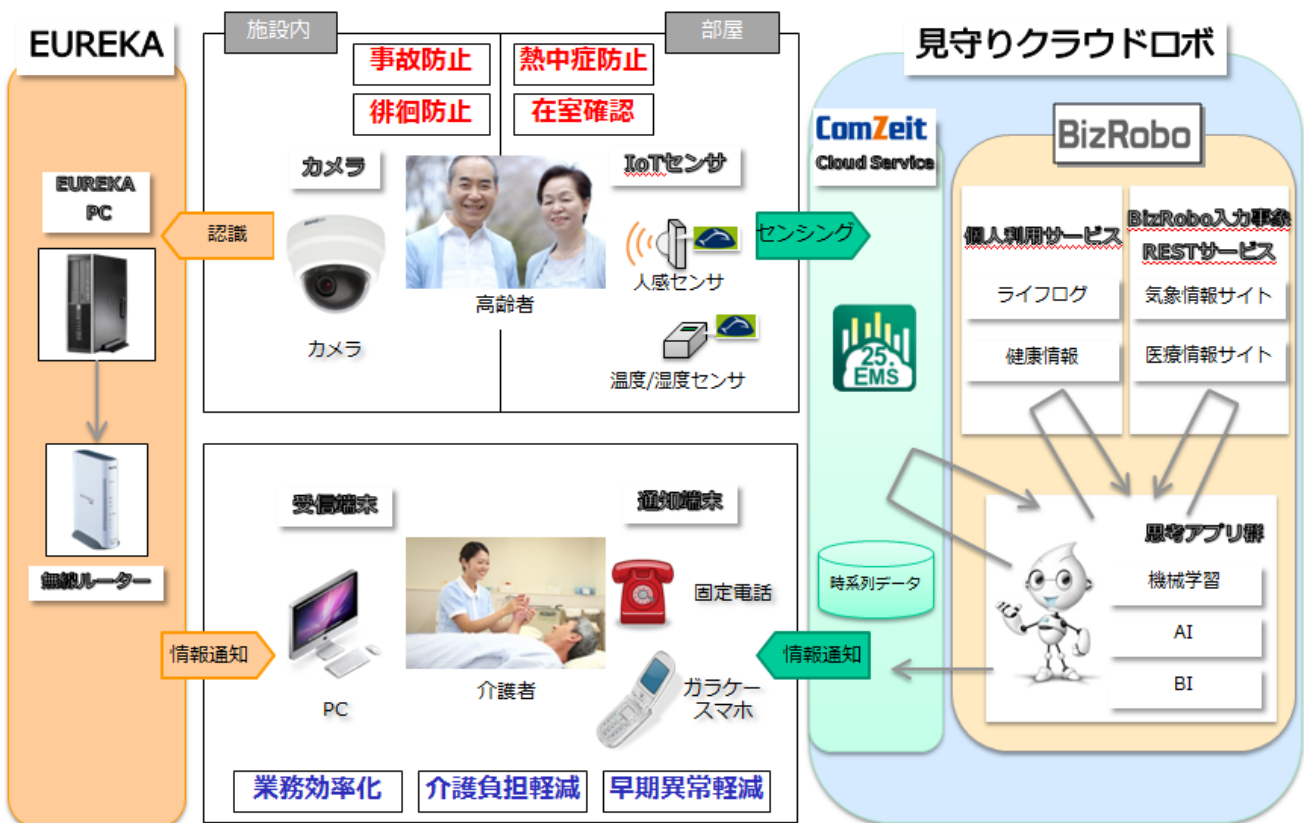 EUREKA
EUREKA
PC
無線ルーター
施設内
部屋
事故防止
熱中症防止
徘徊防止
在室確認
カメラ
IoTセンサ
認識
センシング
カメラ
高齢者
人感センサ
温度/湿度センサ
受信端末
通知端末
固定電話
情報通知
情報通知
PC
介護者
ガラケー
スマホ
業務効率化
介護負担軽減
早期異常軽減
見守りクラウドロボ
ComZeit
Cloud Service
25.
EMS
時系列データ
BizRobo
個人利用サービス
ライフログ
健康情報
BizRobo入力事象
RESTサービス
気象情報サイト
医療情報サイト
思考アプリ群
機械学習
AI
BI